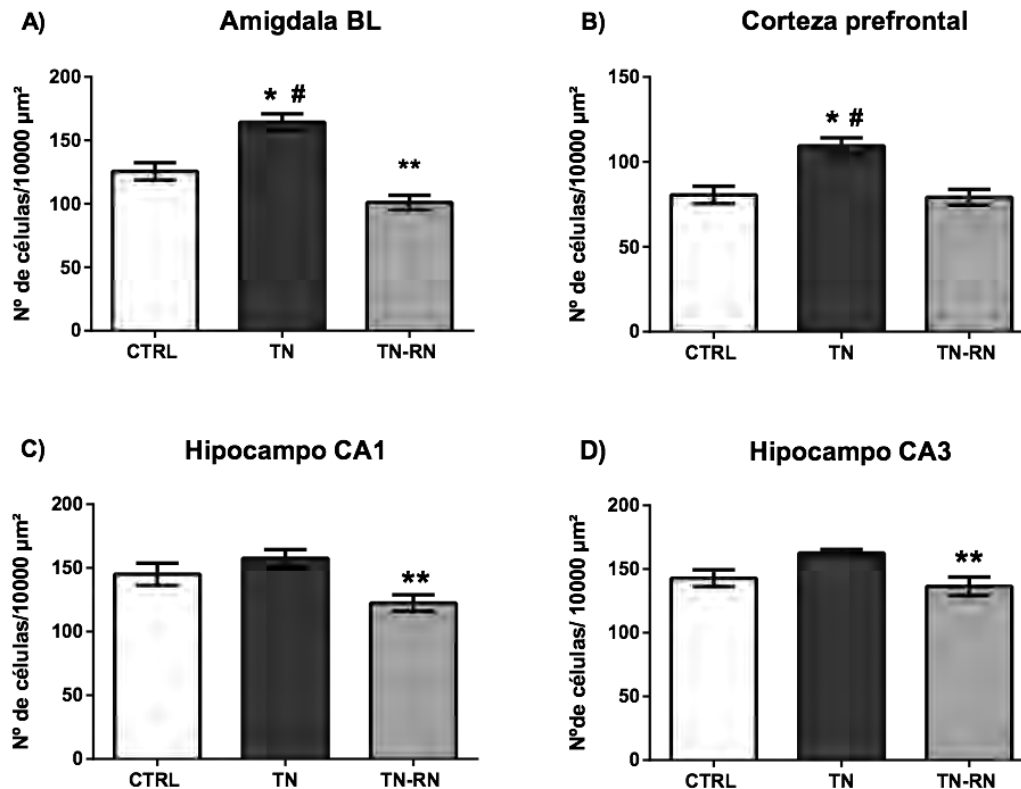 A)
Amigdala BL
Nº de células/10000 µm²
200
150
100
50
0
* #
**
CTRL
TN
TN-RN
B)
Corteza prefrontal
Nº de células/10000 µm²
150
100
50
0
* #
CTRL
TN
TN-RN
C)
Hipocampo CA1
Nº de células/10000 µm²
200
150
100
50
0
**
CTRL
TN
TN-RN
D)
Hipocampo CA3
Nºde células/ 10000 µm²
200
150
100
50
0
**
CTRL
TN
TN-RN